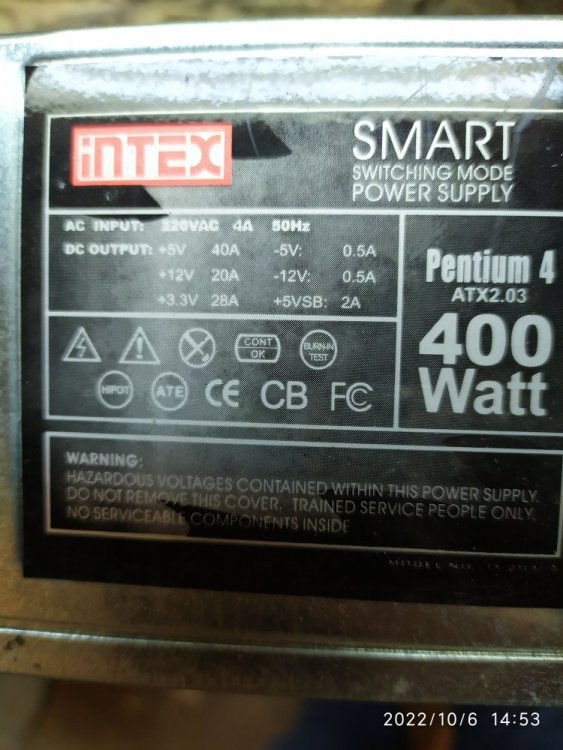 INTEX
SMART
SWITCHING MODE
POWER SUPPLY
AC INPUT: 220VAC 4A 50Hz
DC OUTPUT: +5V 40A -5V: 0.5A
+12V 20A -12V: 0.5A
+3.3V 28A +5VSB: 2A
Pentium 4
ATX2.03
400
Watt
CONT
OK
BURN-IN
TEST
HIPOT
ATE
CE
CB
FC
WARNING:
HAZARDOUS VOLTAGES CONTAINED WITHIN THIS POWER SUPPLY.
DO NOT REMOVE THIS COVER. TRAINED SERVICE PEOPLE ONLY.
NO SERVICEABLE COMPONENTS INSIDE
MODEL NO.
2022/10/6 14:53